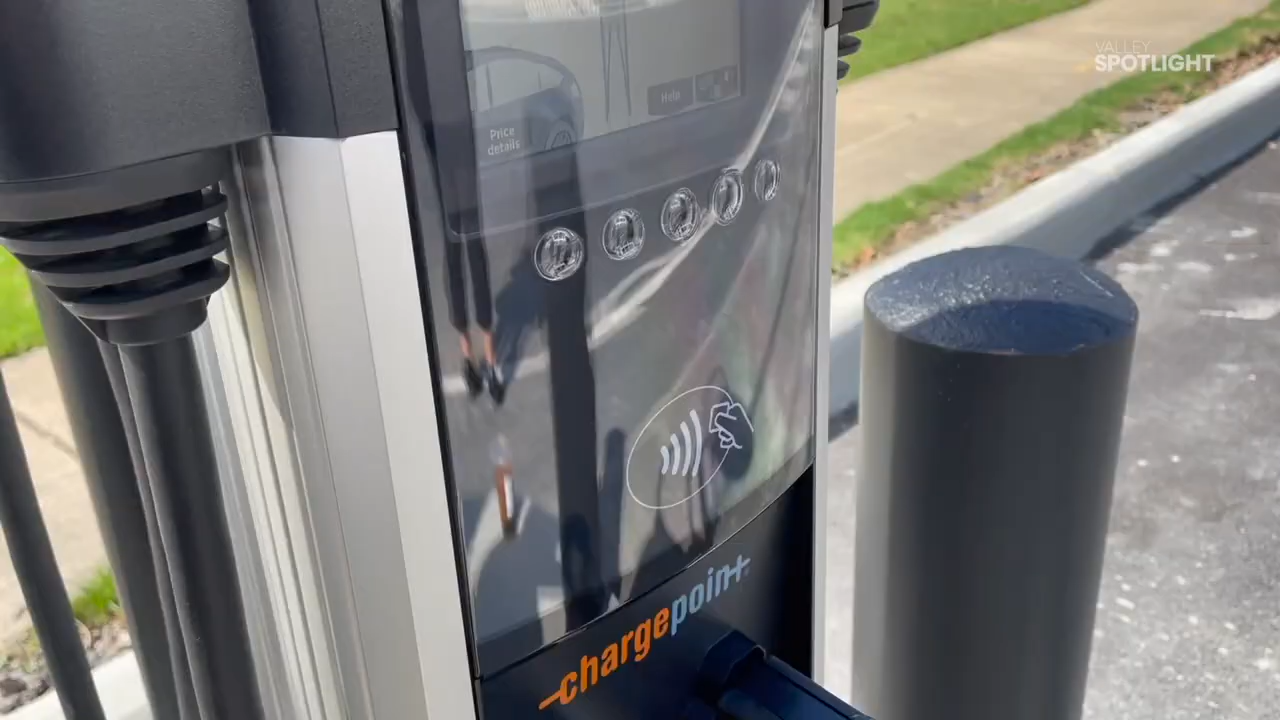 VALLEY
SPOTLIGHT
Help
Price
details
chargepoin+